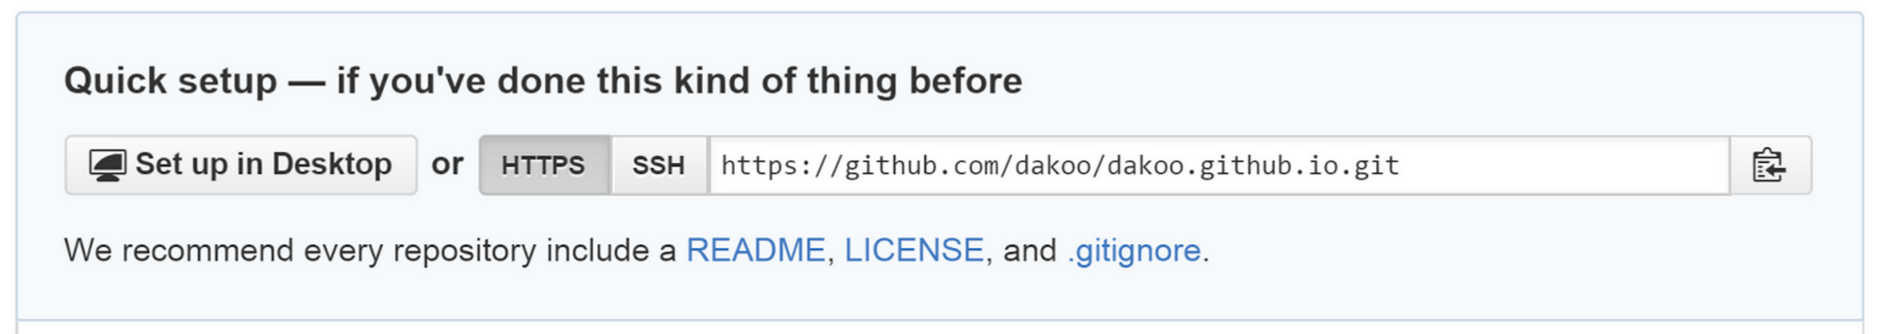 Quick setup — if you've done this kind of thing before
Set up in Desktop or HTTPS SSH https://github.com/dakoo/dakoo.github.io.git
We recommend every repository include a README, LICENSE, and .gitignore.